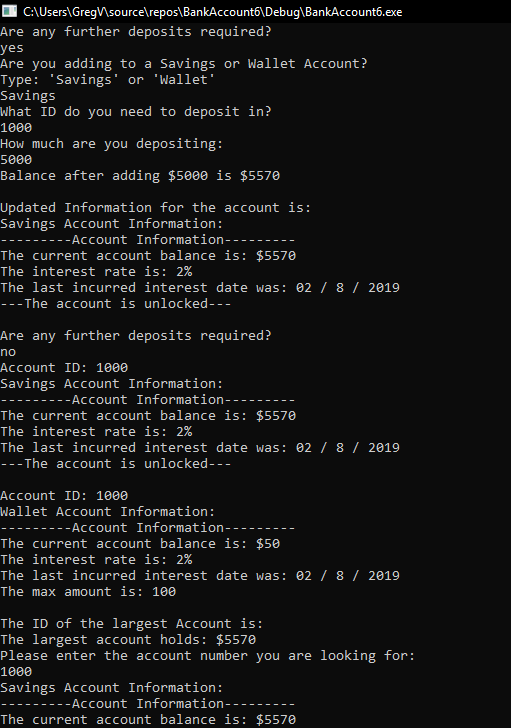 C:\Users\GregV\source\repos\BankAccount6\Debug\BankAccount6.exe
Are any further deposits required?
yes
Are you adding to a Savings or Wallet Account?
Type: 'Savings' or 'Wallet'
Savings
What ID do you need to deposit in?
1000
How much are you depositing:
5000
Balance after adding $5000 is $5570
Updated Information for the account is:
Savings Account Information:
---------Account Information---------
The current account balance is: $5570
The interest rate is: 2%
The last incurred interest date was: 02 / 8 / 2019
---The account is unlocked---
Are any further deposits required?
no
Account ID: 1000
Savings Account Information:
---------Account Information---------
The current account balance is: $5570
The interest rate is: 2%
The last incurred interest date was: 02 / 8 / 2019
---The account is unlocked---
Account ID: 1000
Wallet Account Information:
---------Account Information---------
The current account balance is: $50
The interest rate is: 2%
The last incurred interest date was: 02 / 8 / 2019
The max amount is: 100
The ID of the largest Account is:
The largest account holds: $5570
Please enter the account number you are looking for:
1000
Savings Account Information:
---------Account Information---------
The current account balance is: $5570